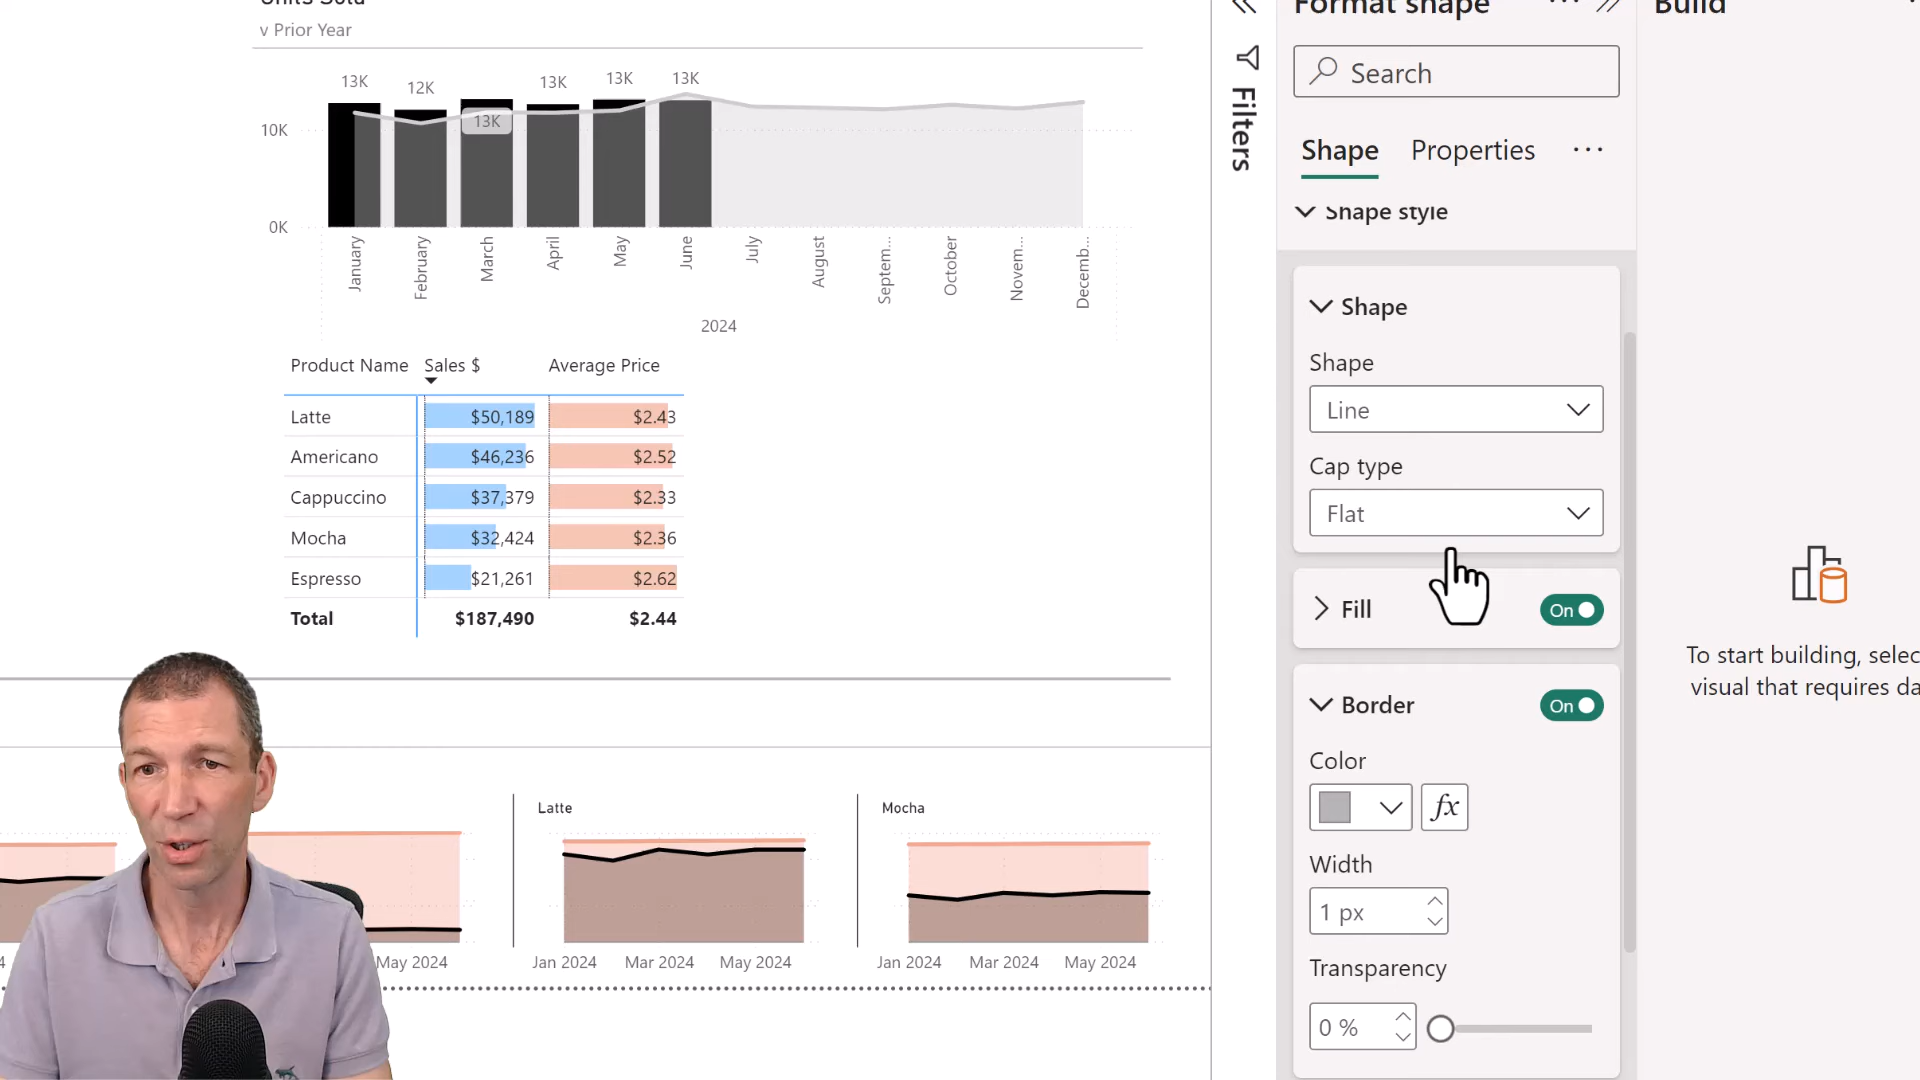 Units Sold
v Prior Year
13K
12K
13K
13K
13K
13K
10K
0K
January
February
March
April
May
June
July
August
Septem...
October
Novem...
Decemb...
2024
Product Name Sales $ Average Price
Latte $50,189 $2.43
Americano $46,236 $2.52
Cappuccino $37,379 $2.33
Mocha $32,424 $2.36
Espresso $21,261 $2.62
Total $187,490 $2.44
Latte
Mocha
4
May 2024
Jan 2024 Mar 2024 May 2024
Jan 2024 Mar 2024 May 2024
Filters
Format shape ...
Search
Shape Properties ...
Shape style
Shape
Shape
Line
Cap type
Flat
Fill On
Border On
Color
fx
Width
1 px
Transparency
0 %
Build
To start building, selec
visual that requires da